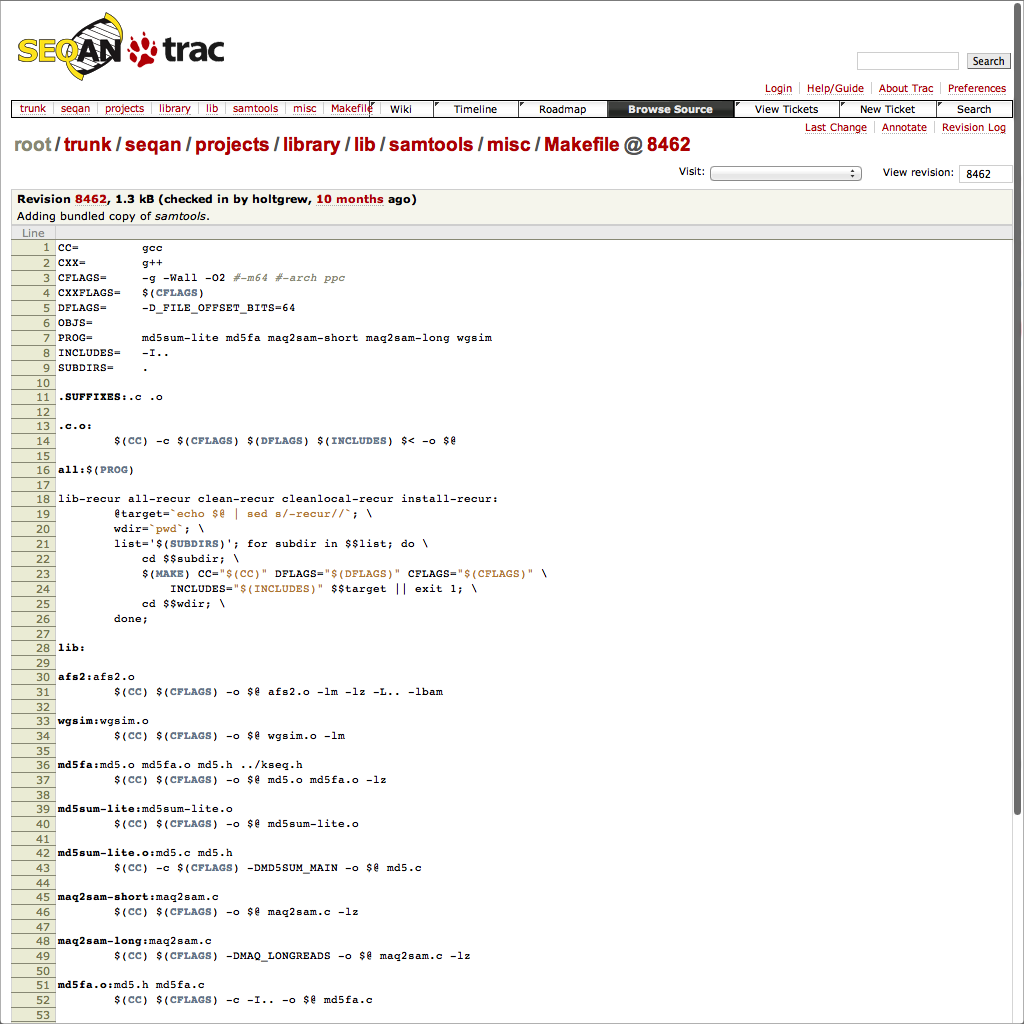 SEQAN trac
Search
Login Help/Guide About Trac Preferences
trunk seqan projects library lib samtools misc Makefile Wiki Timeline Roadmap Browse Source View Tickets New Ticket Search
Last Change Annotate Revision Log
root / trunk / seqan / projects / library / lib / samtools / misc / Makefile @ 8462
Visit: View revision: 8462
Revision 8462, 1.3 kB (checked in by holtgrew, 10 months ago)
Adding bundled copy of samtools.
Line
1 CC= gcc
2 CXX= g++
3 CFLAGS= -g -Wall -O2 #-m64 #-arch ppc
4 CXXFLAGS= $(CFLAGS)
5 DFLAGS= -D_FILE_OFFSET_BITS=64
6 OBJS=
7 PROG= md5sum-lite md5fa maq2sam-short maq2sam-long wgsim
8 INCLUDES= -I..
9 SUBDIRS= .
10
11 .SUFFIXES:.c .o
12
13 .c.o:
14 $(CC) -c $(CFLAGS) $(DFLAGS) $(INCLUDES) $< -o $@
15
16 all:$(PROG)
17
18 lib-recur all-recur clean-recur cleanlocal-recur install-recur:
19 @target=`echo $@ | sed s/-recur//`; \
20 wdir=`pwd`; \
21 list='$(SUBDIRS)'; for subdir in $$list; do \
22 cd $$subdir; \
23 $(MAKE) CC="$(CC)" DFLAGS="$(DFLAGS)" CFLAGS="$(CFLAGS)" \
24 INCLUDES="$(INCLUDES)" $$target || exit 1; \
25 cd $$wdir; \
26 done;
27
28 lib:
29
30 afs2:afs2.o
31 $(CC) $(CFLAGS) -o $@ afs2.o -lm -lz -L.. -lbam
32
33 wgsim:wgsim.o
34 $(CC) $(CFLAGS) -o $@ wgsim.o -lm
35
36 md5fa:md5.o md5fa.o md5.h ../kseq.h
37 $(CC) $(CFLAGS) -o $@ md5.o md5fa.o -lz
38
39 md5sum-lite:md5sum-lite.o
40 $(CC) $(CFLAGS) -o $@ md5sum-lite.o
41
42 md5sum-lite.o:md5.c md5.h
43 $(CC) -c $(CFLAGS) -DMD5SUM_MAIN -o $@ md5.c
44
45 maq2sam-short:maq2sam.c
46 $(CC) $(CFLAGS) -o $@ maq2sam.c -lz
47
48 maq2sam-long:maq2sam.c
49 $(CC) $(CFLAGS) -DMAQ_LONGREADS -o $@ maq2sam.c -lz
50
51 md5fa.o:md5.h md5fa.c
52 $(CC) $(CFLAGS) -c -I.. -o $@ md5fa.c
53